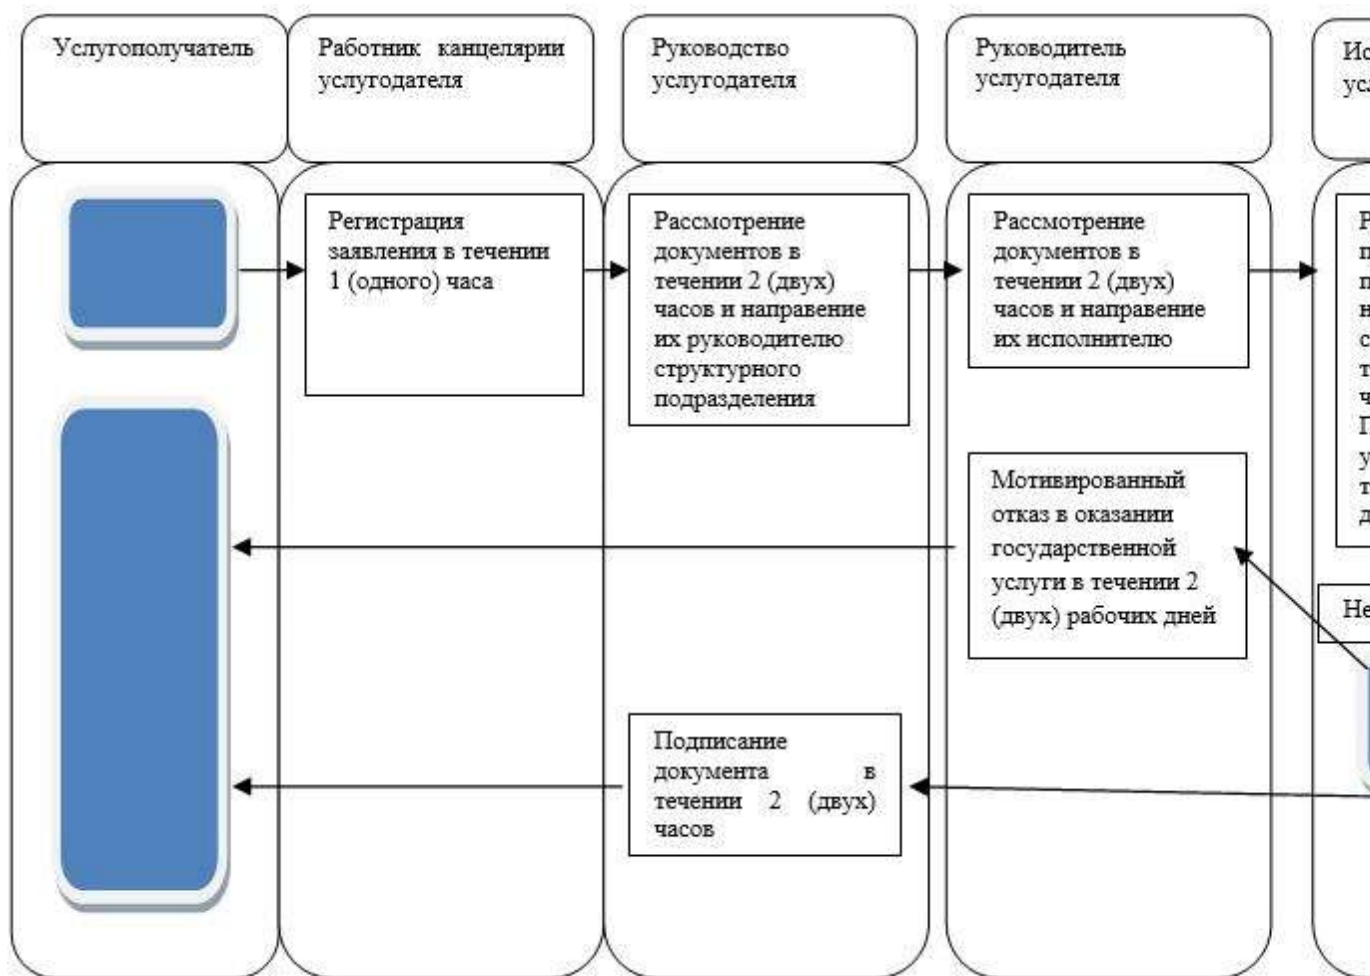 Услугополучатель
Работник канцелярии
услугодателя
Руководство
услугодателя
Руководитель
услугодателя
Регистрация
заявления в течении
1 (одного) часа
Рассмотрение
документов в
течении 2 (двух)
часов и направение
их руководителю
структурного
подразделения
Рассмотрение
документов в
течении 2 (двух)
часов и направение
их исполнителю
Мотивированный
отказ в оказании
государственной
услуги в течении 2
(двух) рабочих дней
Подписание
документа в
течении 2 (двух)
часов